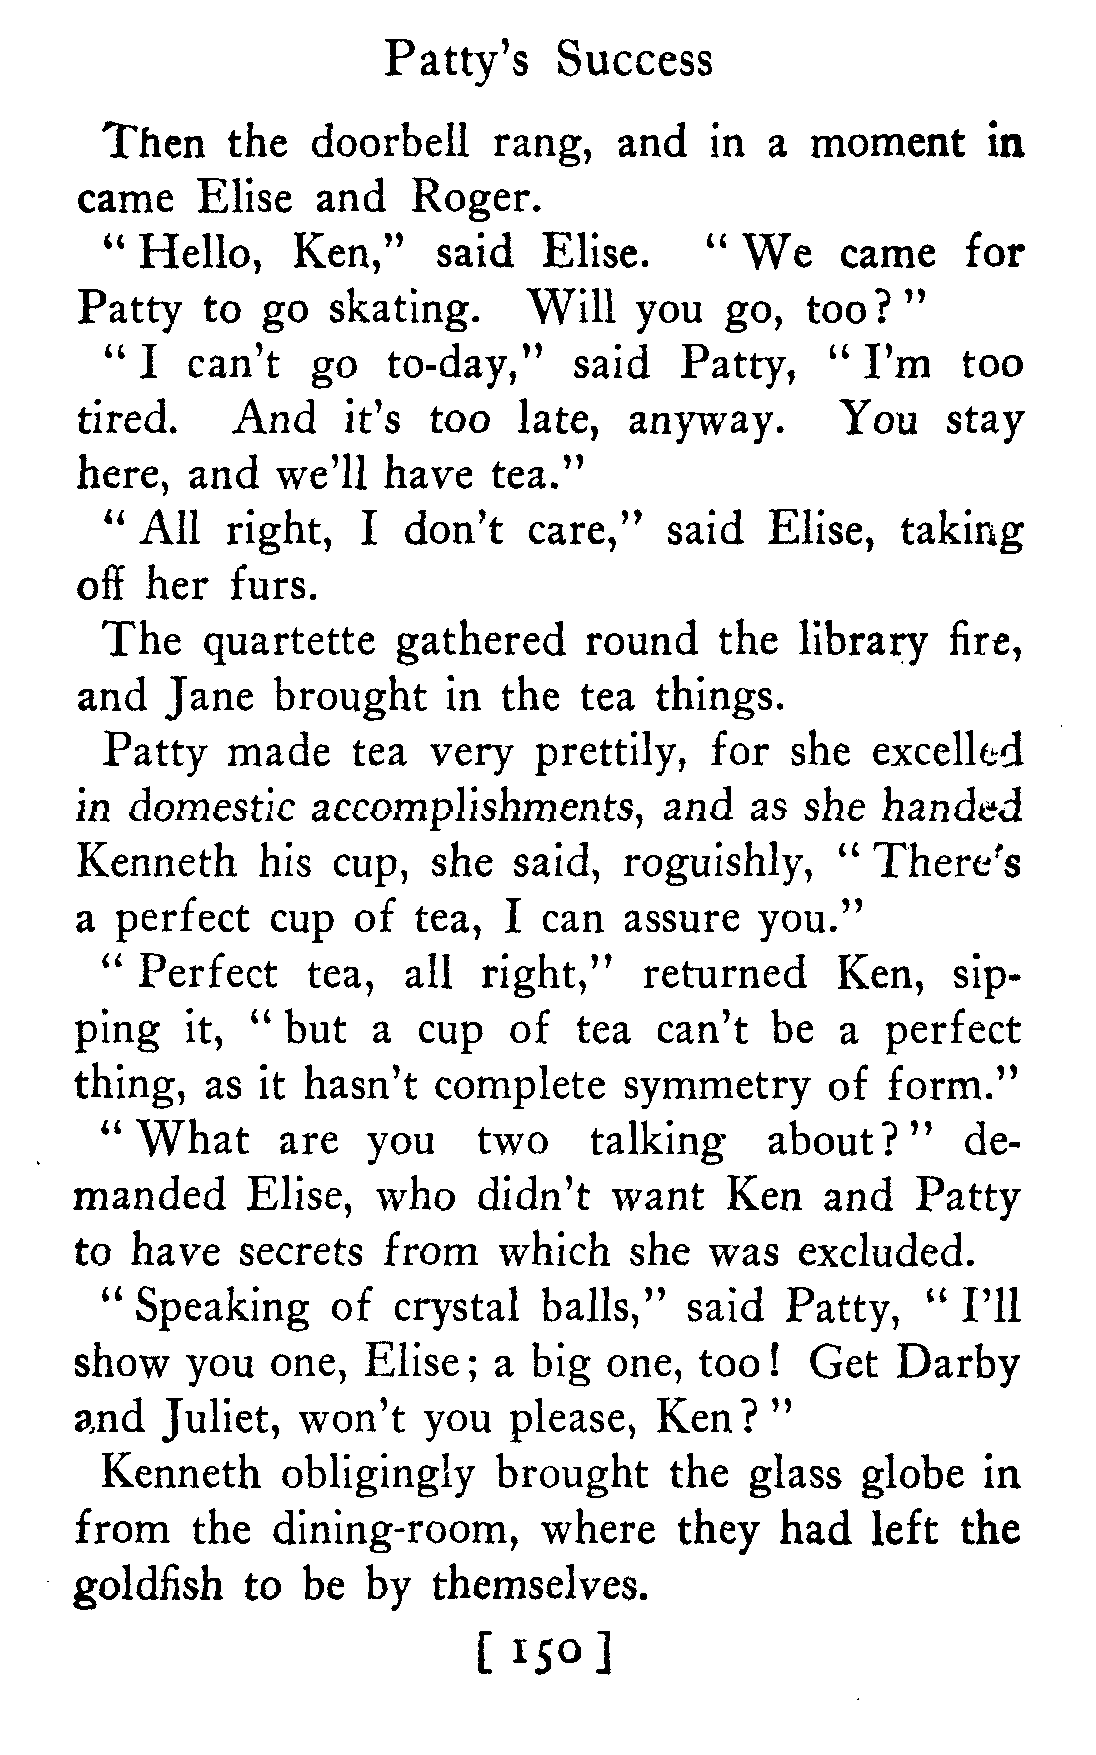 Patty's Success
Then the doorbell rang, and in a moment in
came Elise and Roger.
" Hello, Ken," said Elise. " We came for
Patty to go skating. Will you go, too? "
" I can't go to-day," said Patty, " I'm too
tired. And it's too late, anyway. You stay
here, and we'll have tea."
" All right, I don't care," said Elise, taking
off her furs.
The quartette gathered round the library fire,
and Jane brought in the tea things.
Patty made tea very prettily, for she excelled
in domestic accomplishments, and as she handed
Kenneth his cup, she said, roguishly, " There's
a perfect cup of tea, I can assure you."
" Perfect tea, all right," returned Ken, sip-
ping it, " but a cup of tea can't be a perfect
thing, as it hasn't complete symmetry of form."
" What are you two talking about? " de-
manded Elise, who didn't want Ken and Patty
to have secrets from which she was excluded.
" Speaking of crystal balls," said Patty, " I'll
show you one, Elise; a big one, too! Get Darby
and Juliet, won't you please, Ken? "
Kenneth obligingly brought the glass globe in
from the dining-room, where they had left the
goldfish to be by themselves.
[ 150 ]